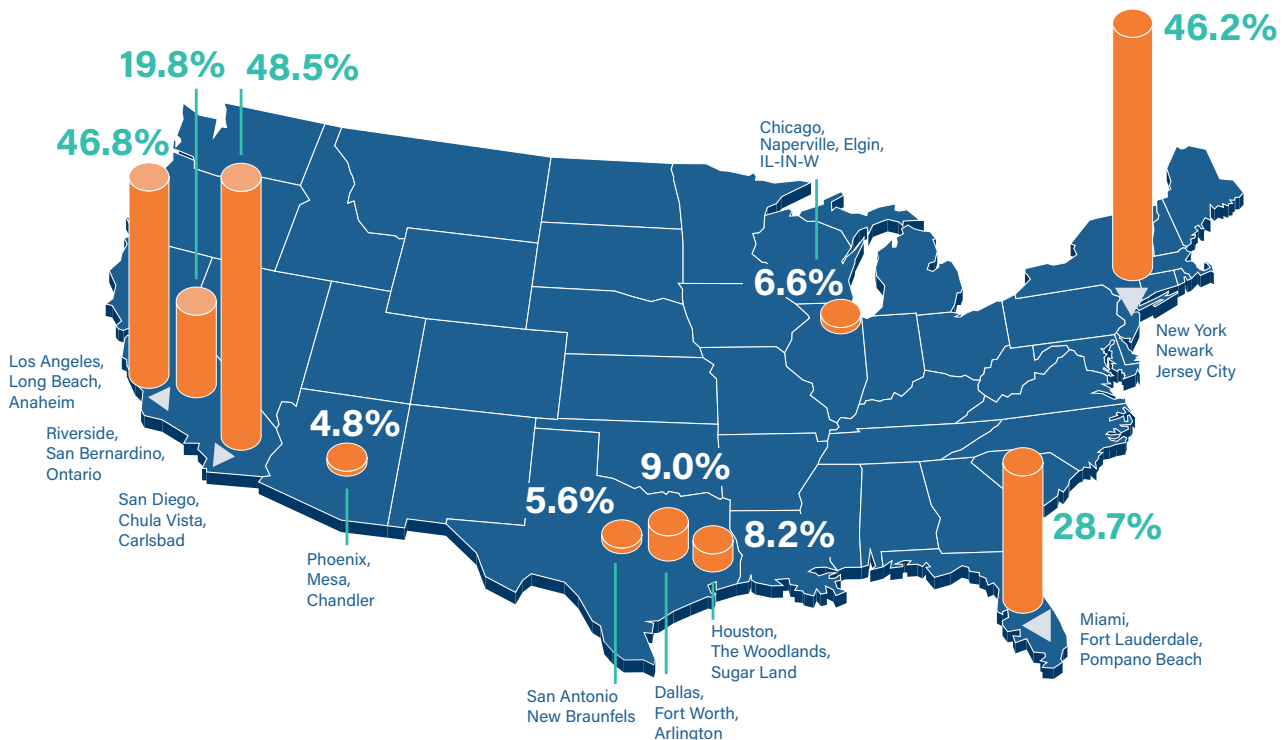 46.2%
19.8%
48.5%
46.8%
Chicago,
Naperville, Elgin,
IL-IN-W
6.6%
New York
Newark
Jersey City
Los Angeles,
Long Beach,
Anaheim
Riverside,
San Bernardino,
Ontario
San Diego,
Chula Vista,
Carlsbad
4.8%
Phoenix,
Mesa,
Chandler
5.6%
9.0%
8.2%
28.7%
San Antonio
New Braunfels
Dallas,
Fort Worth,
Arlington
Houston,
The Woodlands,
Sugar Land
Miami,
Fort Lauderdale,
Pompano Beach